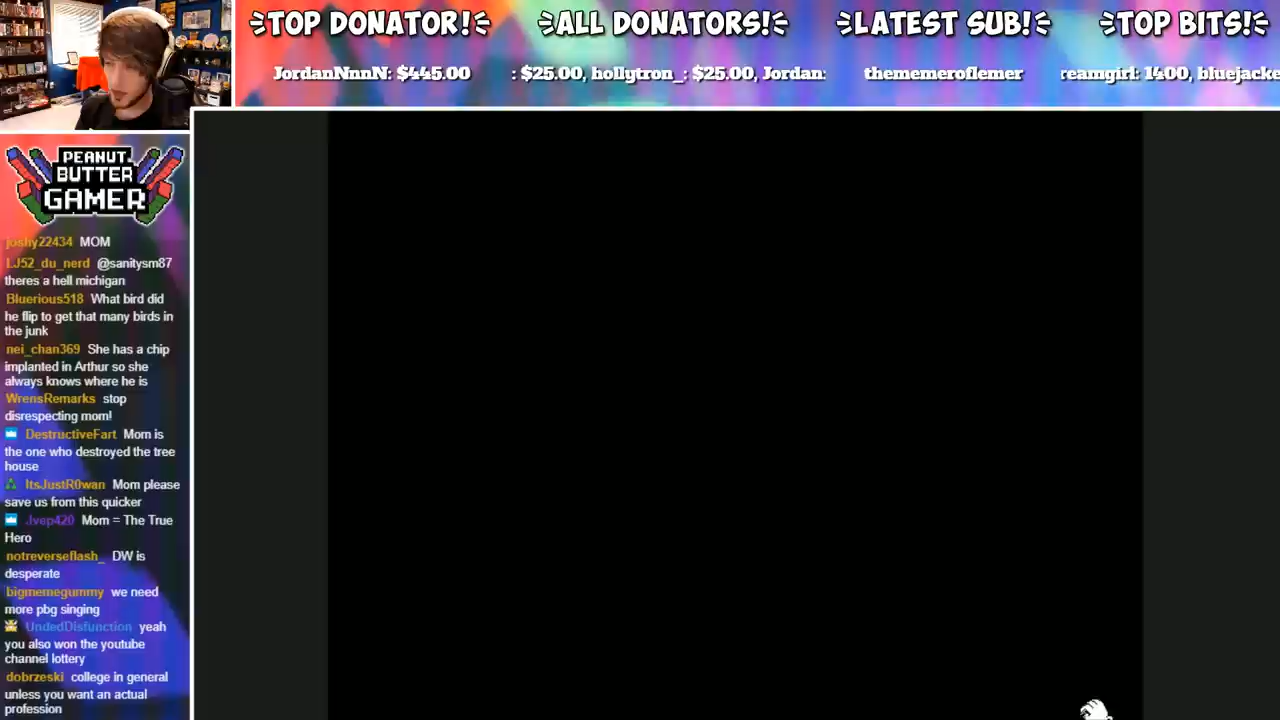 TOP DONATOR! ALL DONATORS! LATEST SUB! TOP BITS!
JordanNnnN: $445.00 : $25.00, hollytron_: $25.00, Jordan: thememeroflemer reamgirl: 1400, bluejacke
PEANUT
BUTTER
GAMER
joshy22434 MOM
LJ52_du_nerd @sanitysm87
theres a hell michigan
Bluerious518 What bird did
he flip to get that many birds in
the junk
nei_chan369 She has a chip
implanted in Arthur so she
always knows where he is
WrensRemarks stop
disrespecting mom!
DestructiveFart Mom is
the one who destroyed the tree
house
ItsJustR0wan Mom please
save us from this quicker
Jvep420 Mom = The True
Hero
notreverseflash_ DW is
desperate
bigmemegummy we need
more pbg singing
UndedDisfunction yeah
you also won the youtube
channel lottery
dobrzeski college in general
unless you want an actual
profession